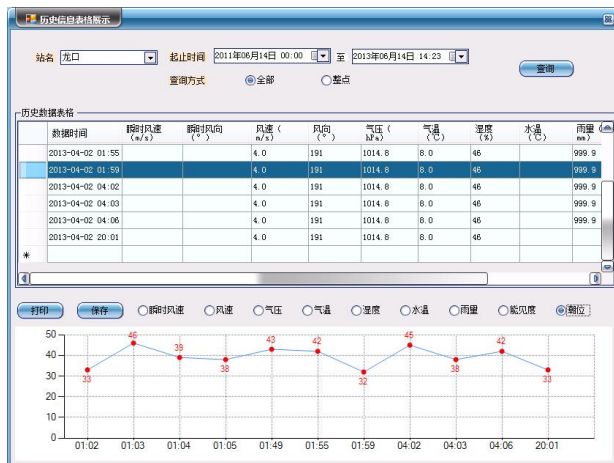 历史信息表格展示
站名 龙口 起止时间 2011年06月14日 00:00 至 2013年06月14日 14:23 查询
查询方式 全部 整点
历史数据表格
数据时间 瞬时风速(m/s) 瞬时风向(°) 风速(m/s) 风向(°) 气压(hPa) 气温(℃) 湿度(%) 水温(℃) 雨量(mm)
2013-04-02 01:55 4.0 191 1014.8 8.0 46 999.9
2013-04-02 01:59 4.0 191 1014.8 8.0 46 999.9
2013-04-02 04:02 4.0 191 1014.8 8.0 46 999.9
2013-04-02 04:03 4.0 191 1014.8 8.0 46 999.9
2013-04-02 04:06 4.0 191 1014.8 8.0 46 999.9
2013-04-02 20:01 4.0 191 1014.8 8.0 46
*
打印 保存 瞬时风速 风速 气压 气温 湿度 水温 雨量 能见度 潮位
50
40
30
20
10
0
33 46 39 38 43 42 32 45 38 42 33
01:02 01:03 01:04 01:05 01:49 01:55 01:59 04:02 04:03 04:06 20:01